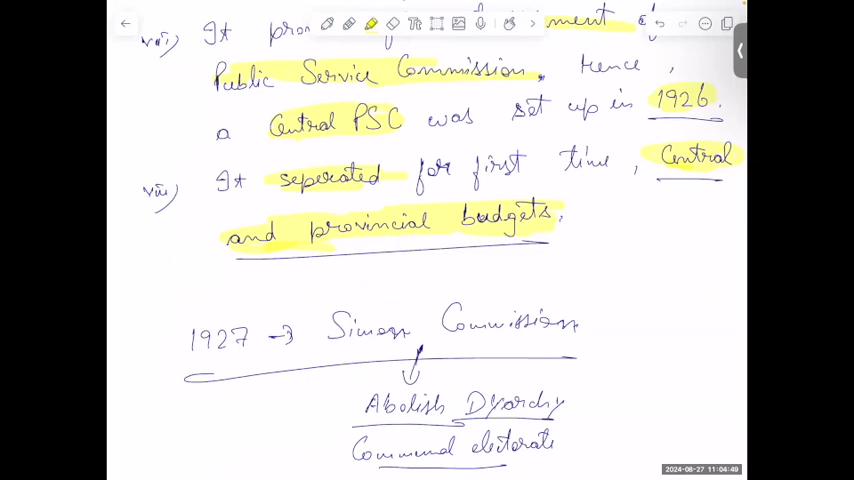 vii) It
Public Service Commission. Hence,
a Central PSC was set up in 1926.
viii) It seperated for first time, Central
and provincial budgets.
1927 → Simon Commission
Abolish Dyarchy
Communal electorate
2024-08-27 11:04:49